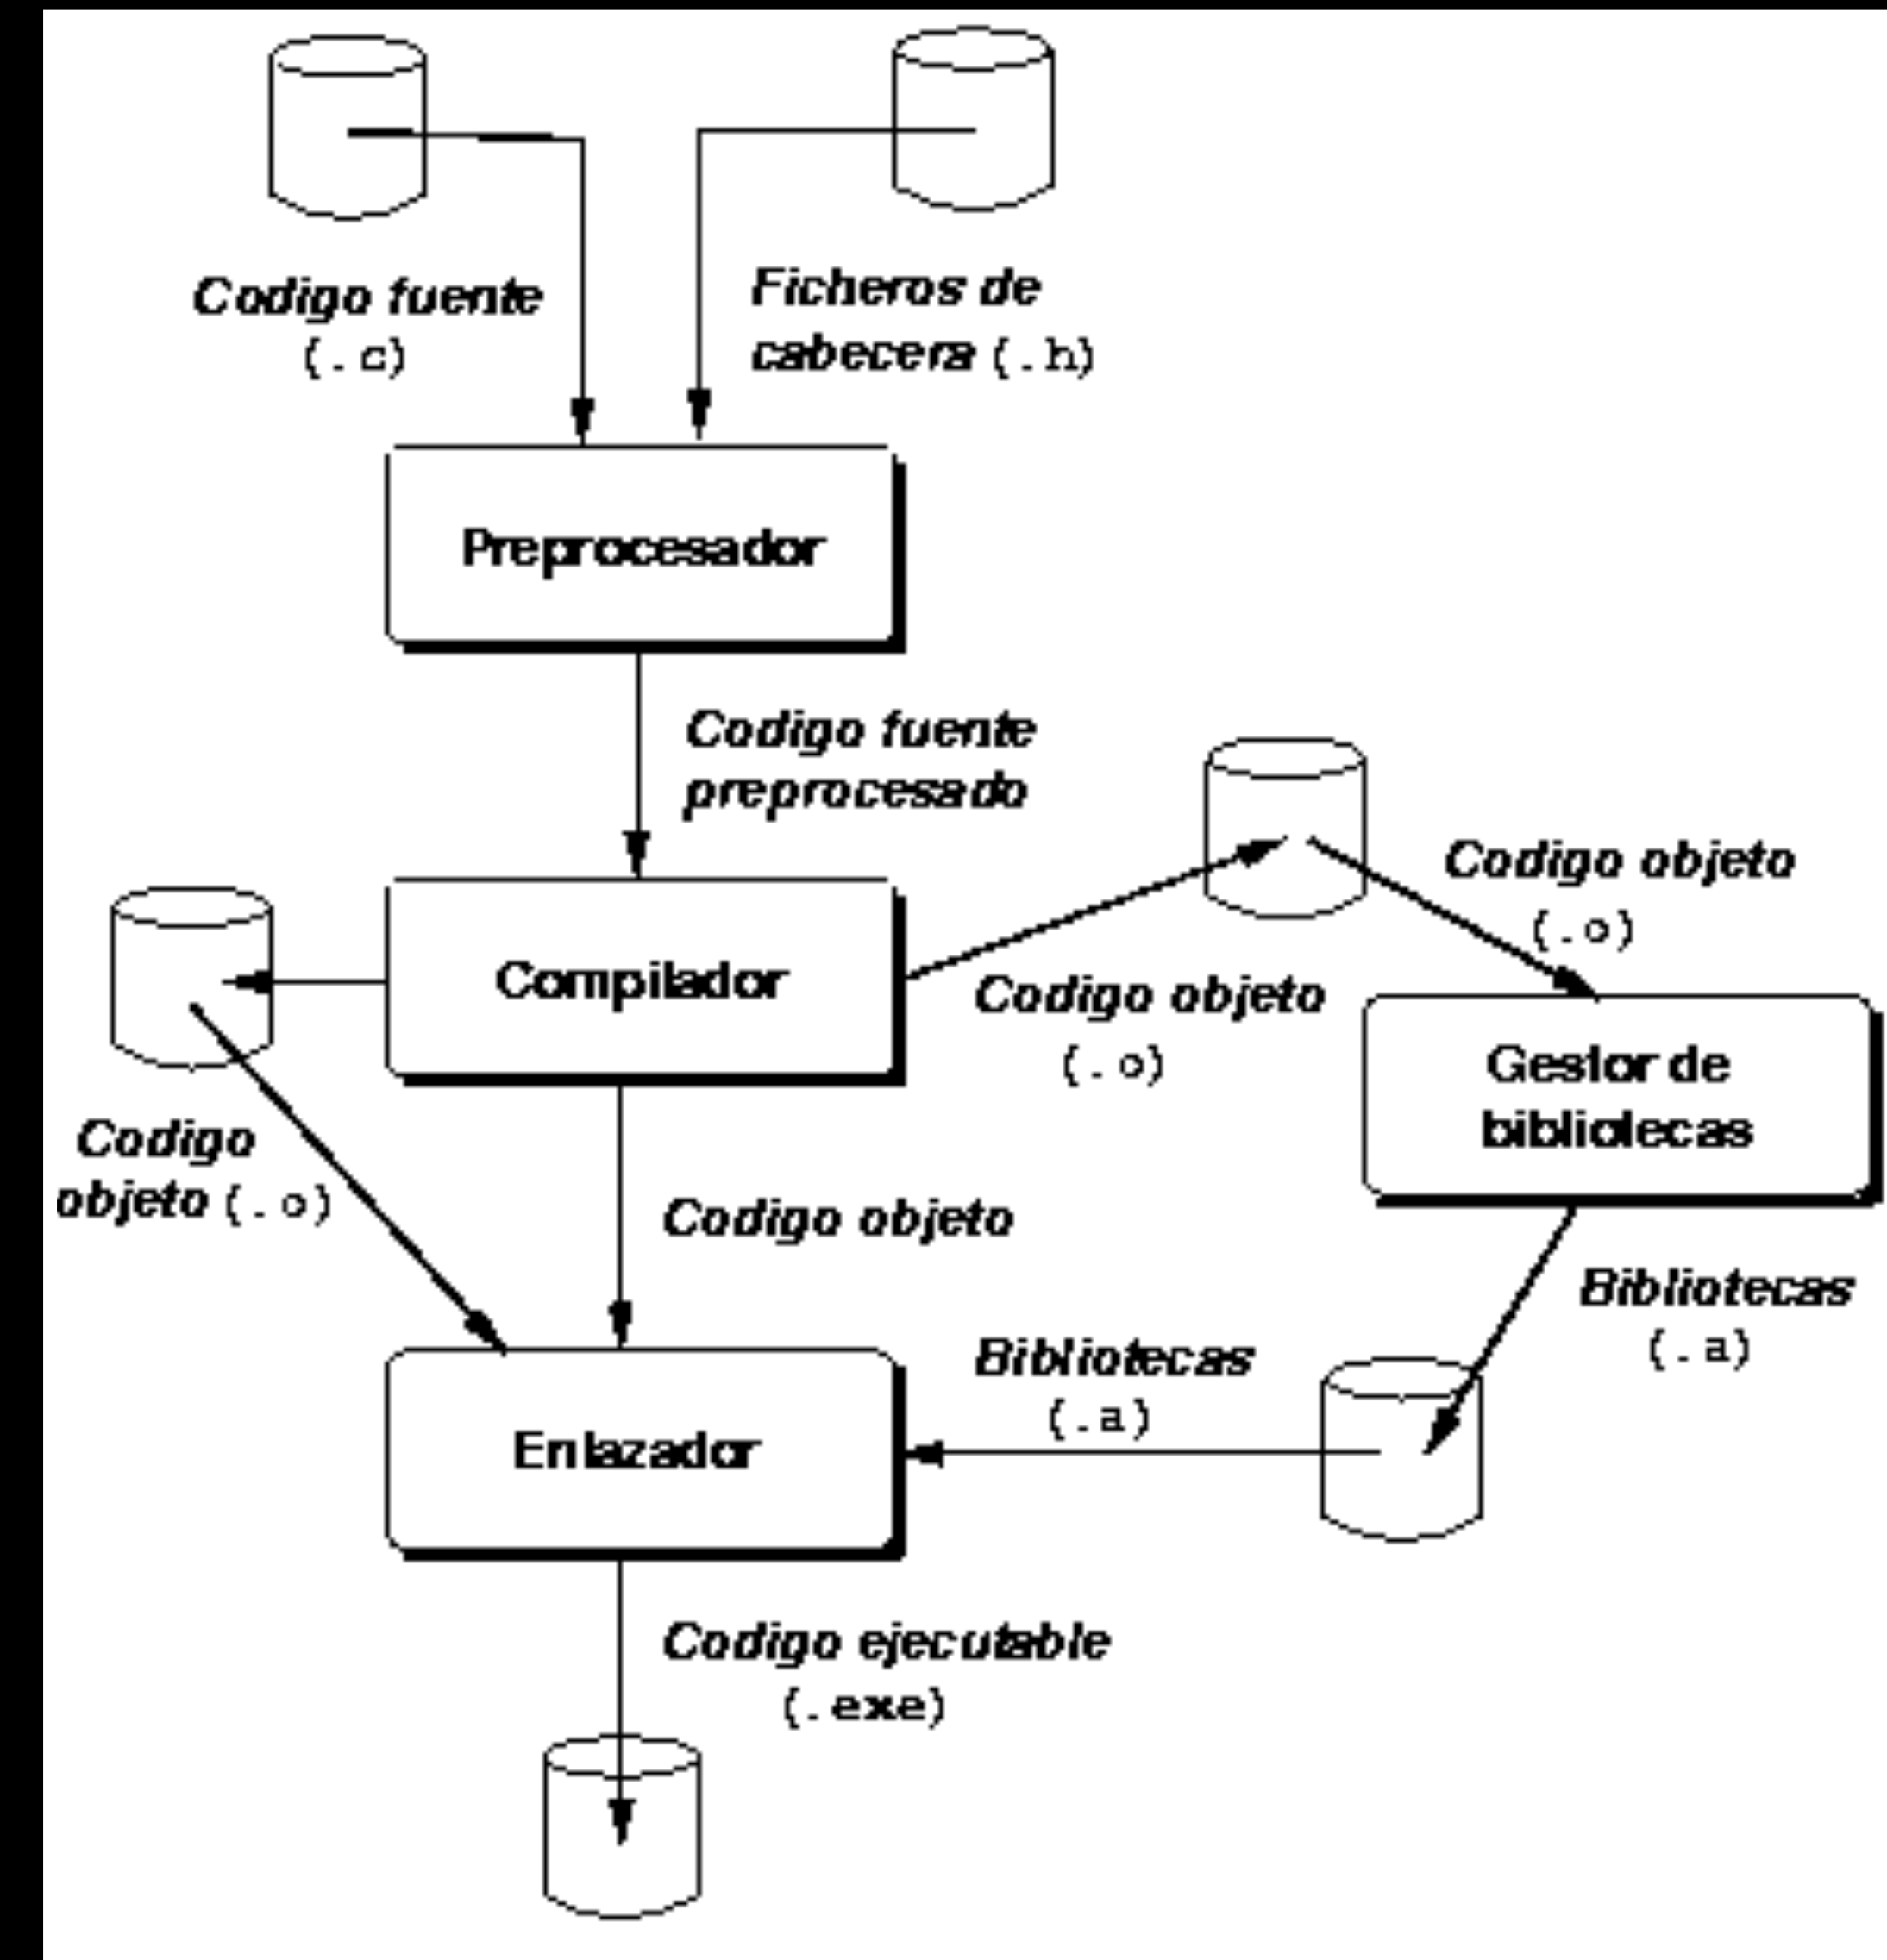 Codigo fuente
(.c)
Ficheros de
cabecera (.h)
Preprocesador
Codigo fuente
preprocesado
Compilador
Codigo objeto
(.o)
Codigo objeto
(.o)
Gestor de
bibliotecas
Codigo
objeto (.o)
Codigo objeto
Bibliotecas
(.a)
Bibliotecas
(.a)
Enlazador
Codigo ejecutable
(.exe)